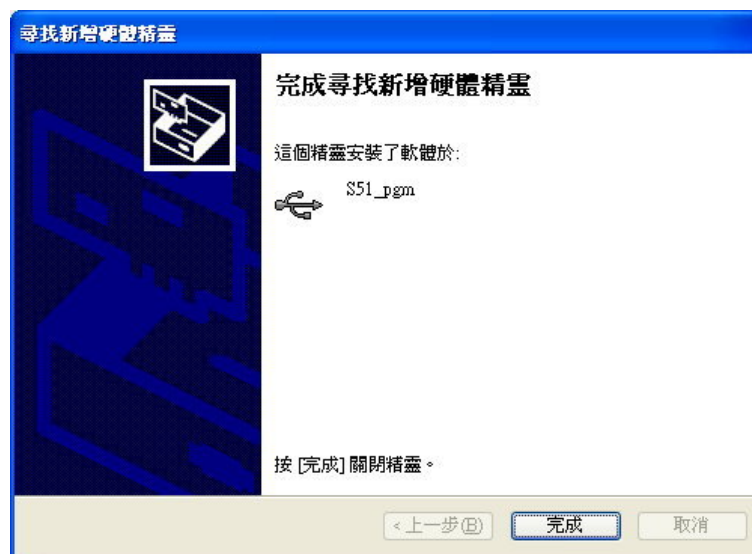 尋找新增硬體精靈
完成尋找新增硬體精靈
這個精靈安裝了軟體於:
S51_pgm
按 [完成] 關閉精靈。
<上一步(B)
完成
取消